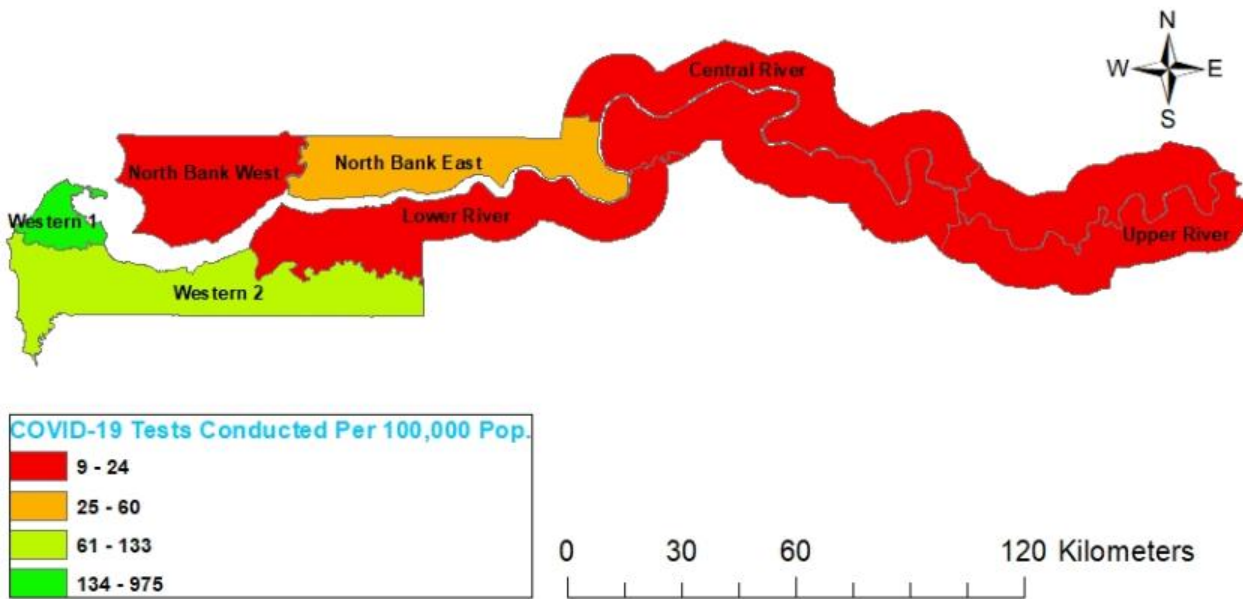 N
Central River
W E
S
North Bank West
North Bank East
Lower River
Western 1
Upper River
Western 2
COVID-19 Tests Conducted Per 100,000 Pop.
9 - 24
25 - 60
61 - 133
134 - 975
0 30 60 120 Kilometers